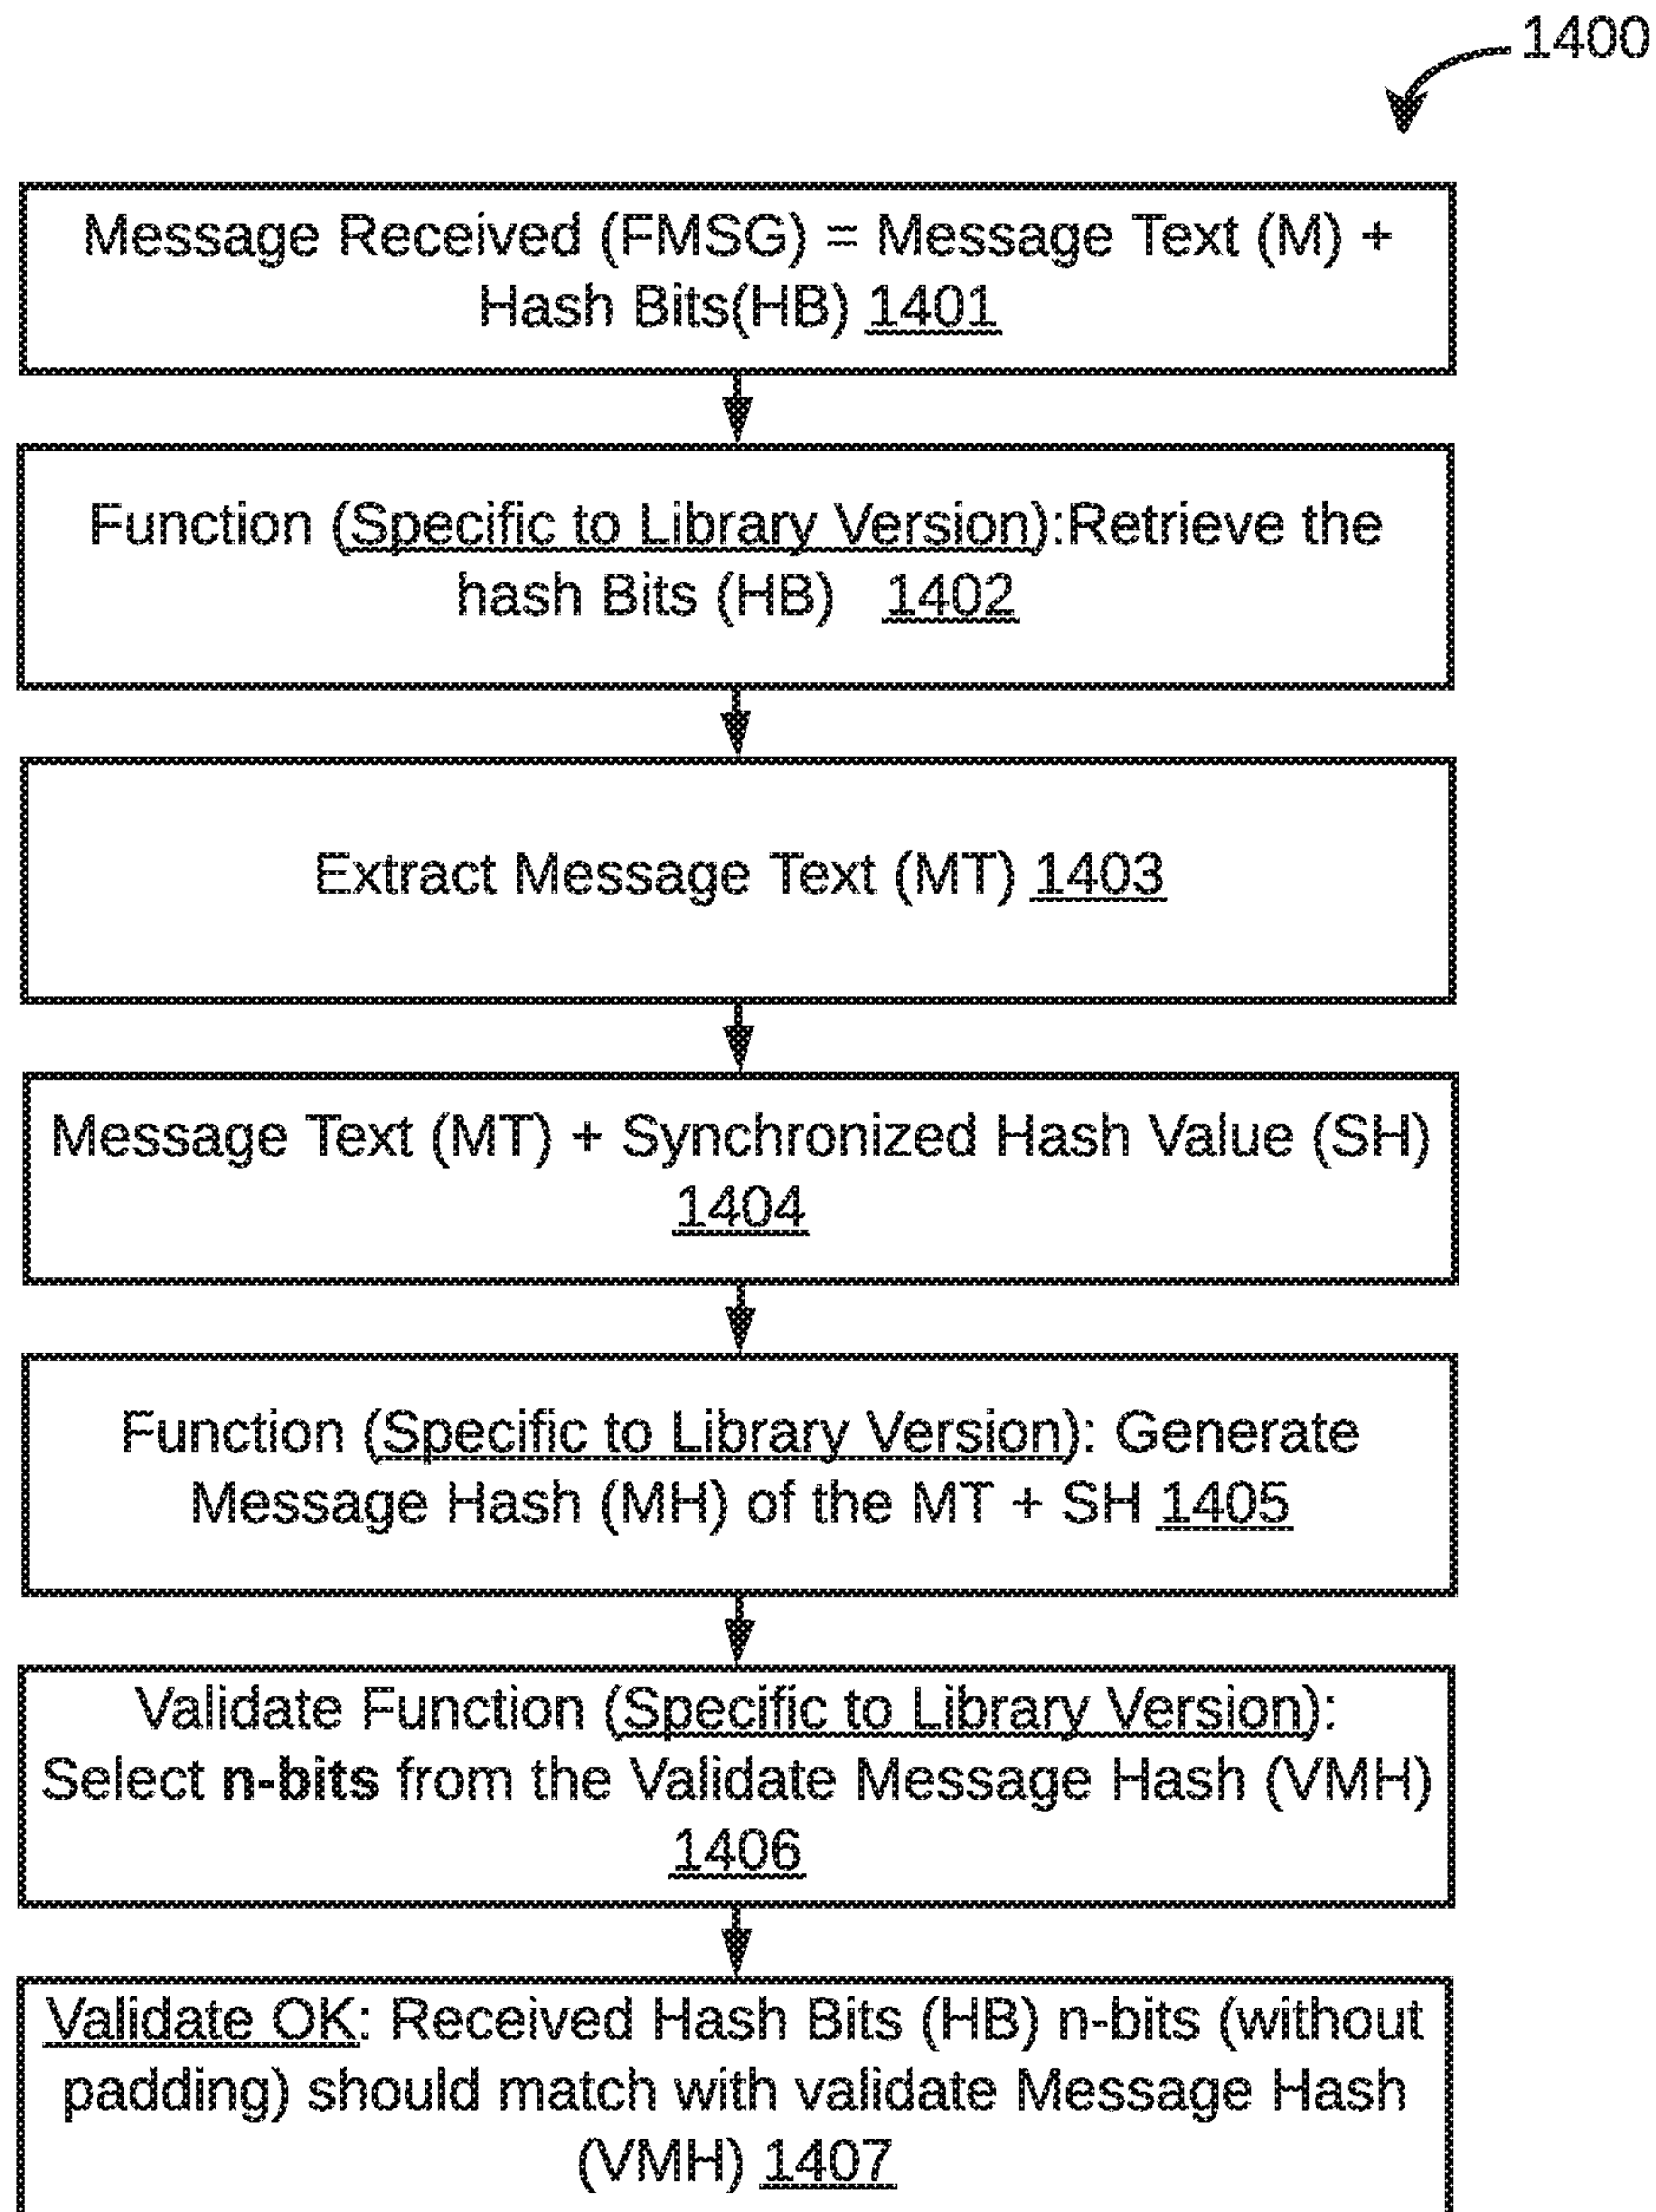 1400
Message Received (FMSG) = Message Text (M) +
Hash Bits(HB) 1401
Function (Specific to Library Version):Retrieve the
hash Bits (HB) 1402
Extract Message Text (MT) 1403
Message Text (MT) + Synchronized Hash Value (SH)
1404
Function (Specific to Library Version): Generate
Message Hash (MH) of the MT + SH 1405
Validate Function (Specific to Library Version):
Select n-bits from the Validate Message Hash (VMH)
1406
Validate OK: Received Hash Bits (HB) n-bits (without
padding) should match with validate Message Hash
(VMH) 1407